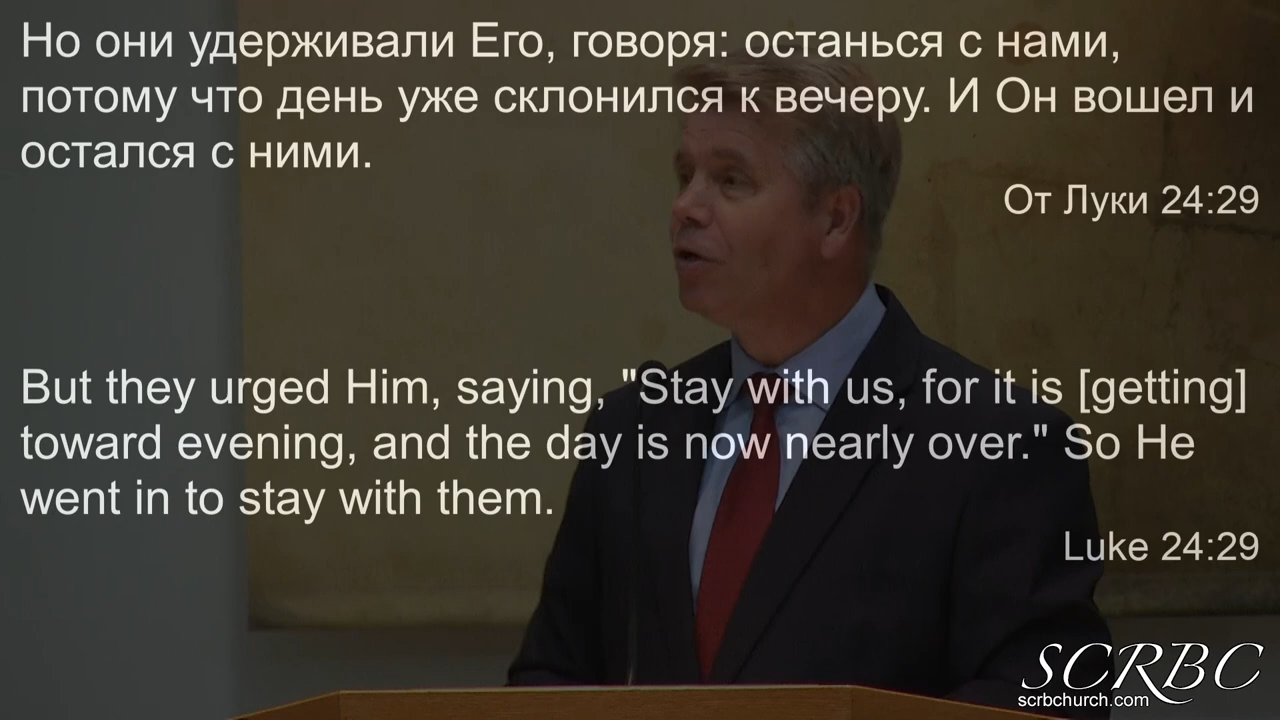 Но они удерживали Его, говоря: останься с нами,
потому что день уже склонился к вечеру. И Он вошел и
остался с ними.
От Луки 24:29
But they urged Him, saying, "Stay with us, for it is [getting]
toward evening, and the day is now nearly over." So He
went in to stay with them.
Luke 24:29
SCRBC
scrbchurch.com